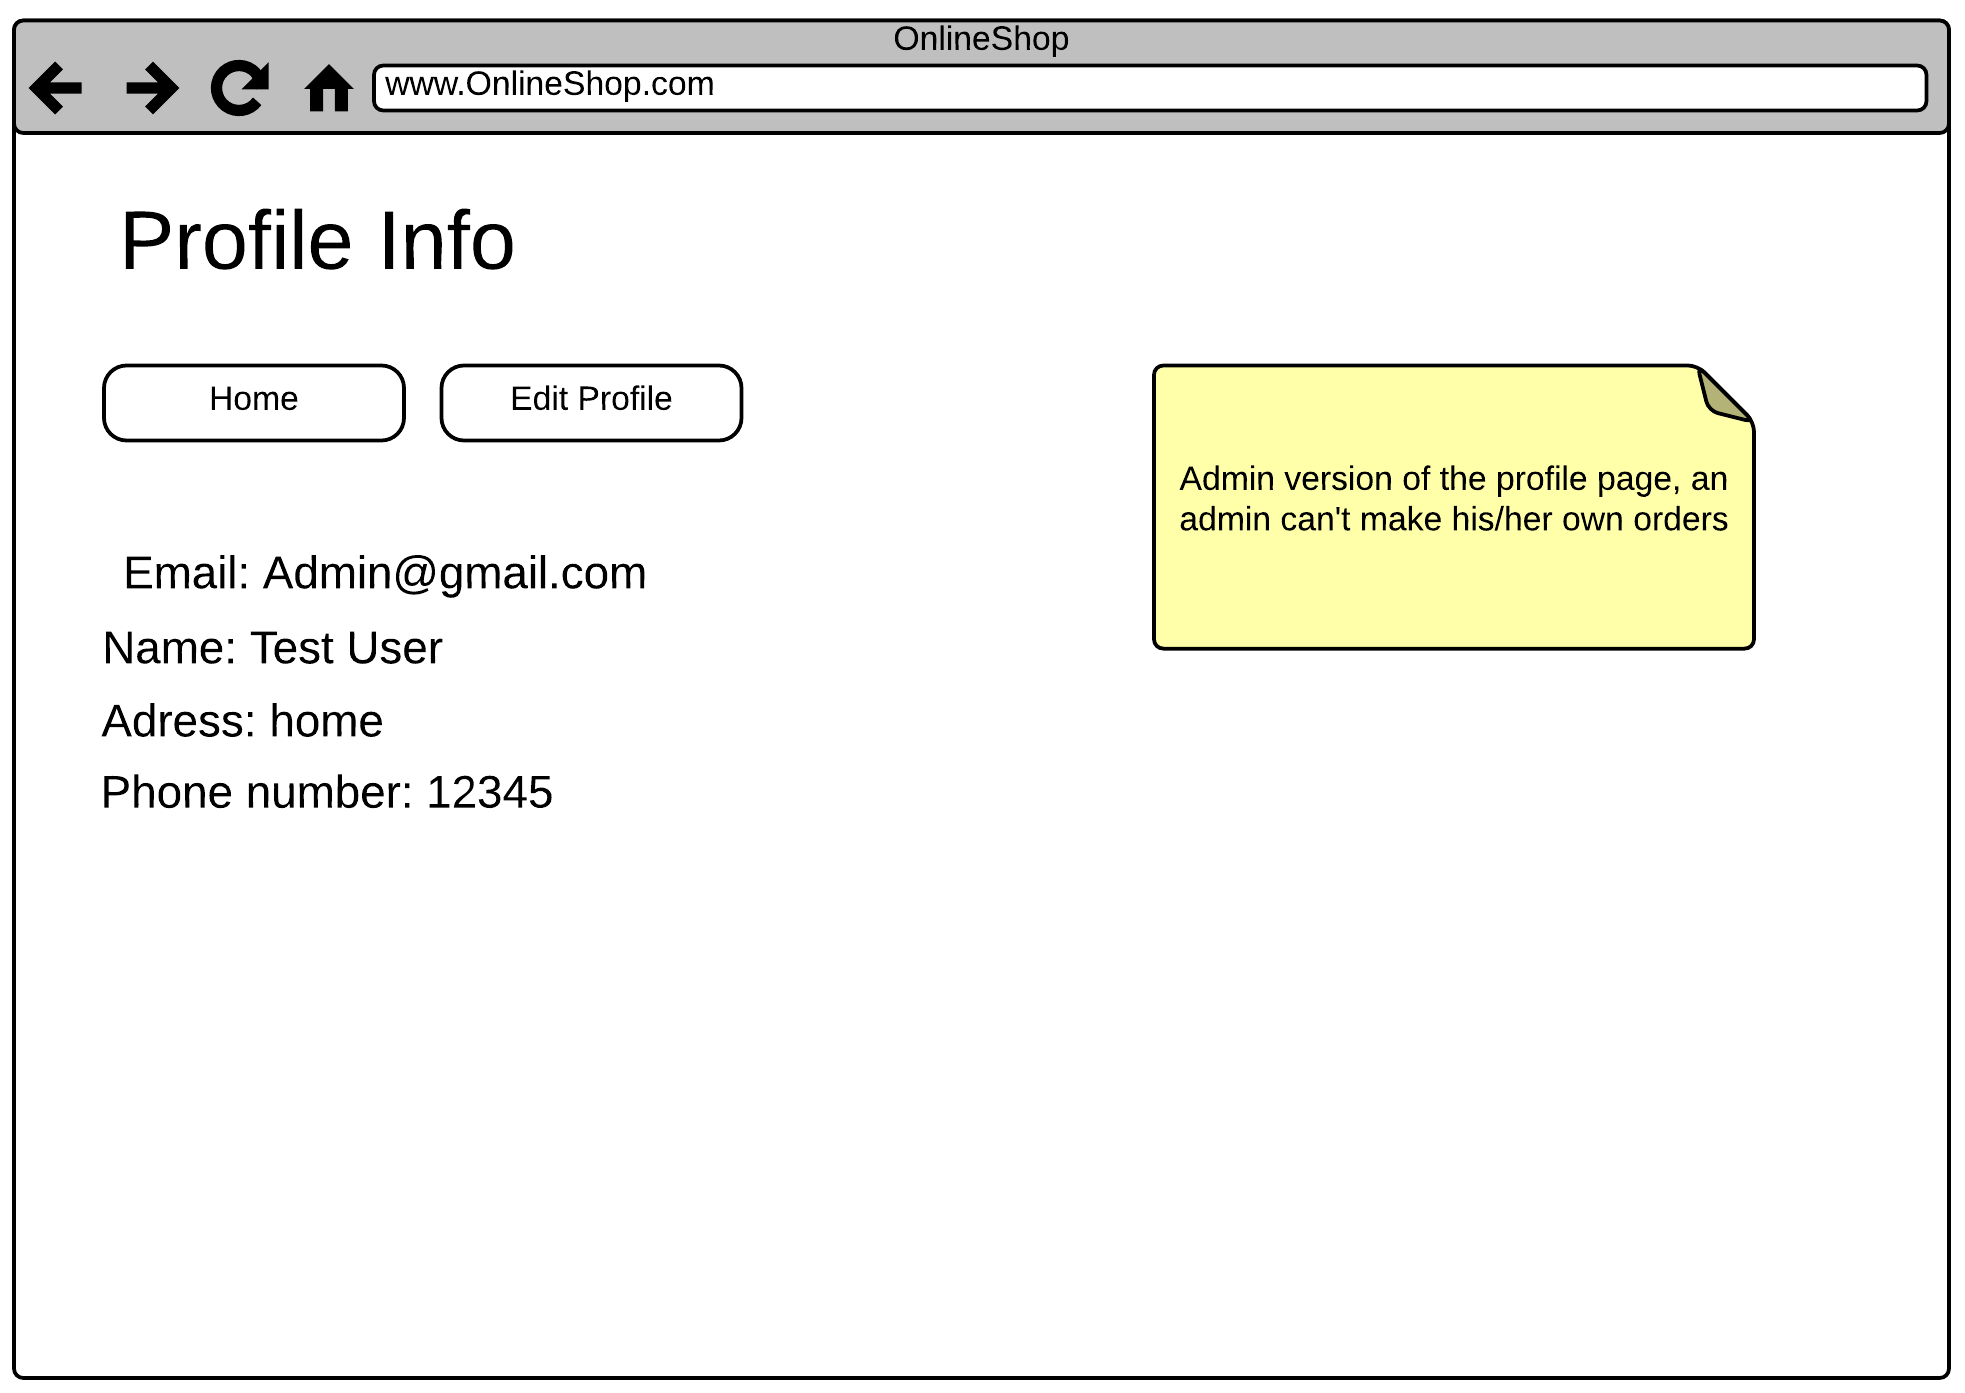 OnlineShop
www.OnlineShop.com
Profile Info
Home
Edit Profile
Admin version of the profile page, an
admin can't make his/her own orders
Email: Admin@gmail.com
Name: Test User
Adress: home
Phone number: 12345